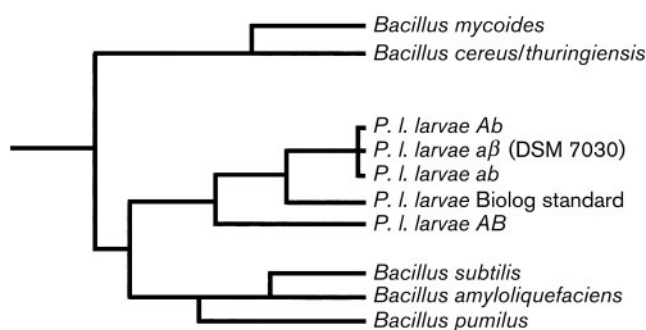 Bacillus mycoides
Bacillus cereus/thuringiensis
P. l. larvae Ab
P. l. larvae aβ (DSM 7030)
P. l. larvae ab
P. l. larvae Biolog standard
P. l. larvae AB
Bacillus subtilis
Bacillus amyloliquefaciens
Bacillus pumilus